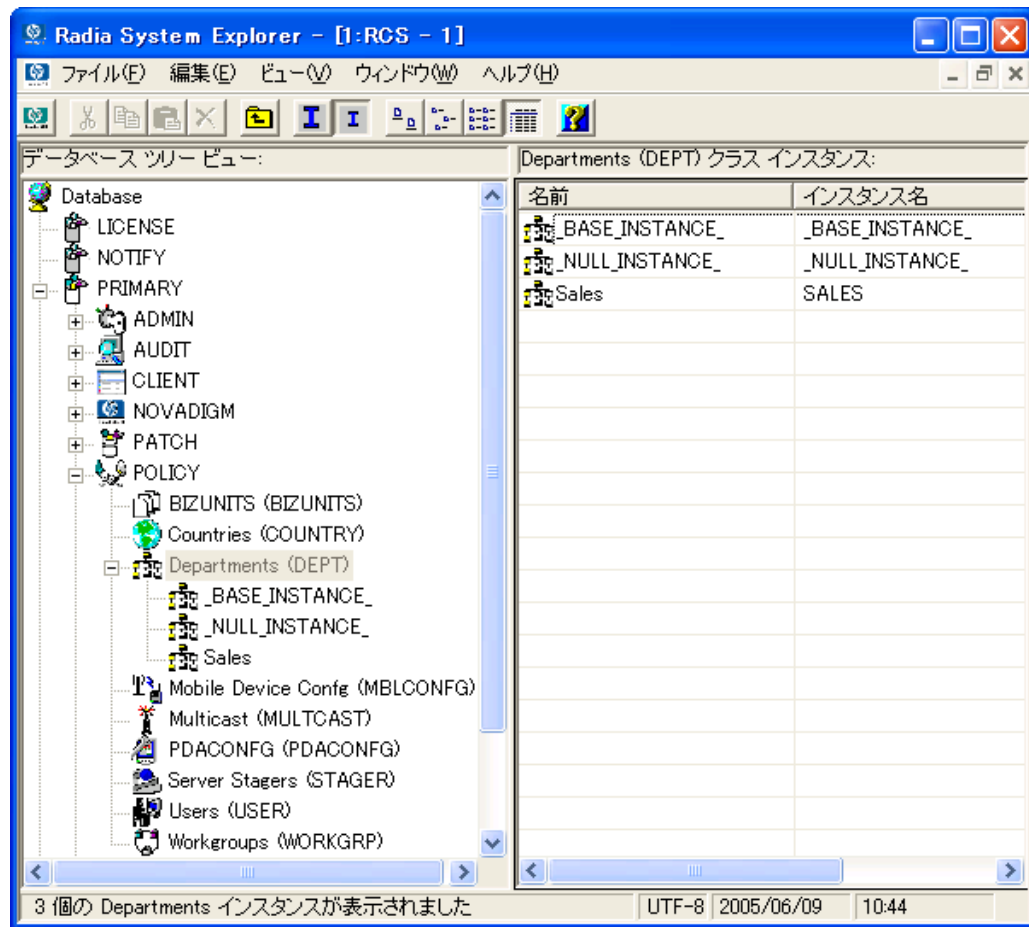 Radia System Explorer - [1:RCS - 1]
ファイル(F) 編集(E) ビュー(V) ウィンドウ(W) ヘルプ(H)
データベース ツリー ビュー:
Database
LICENSE
NOTIFY
PRIMARY
ADMIN
AUDIT
CLIENT
NOVADIGM
PATCH
POLICY
BIZUNITS (BIZUNITS)
Countries (COUNTRY)
Departments (DEPT)
_BASE_INSTANCE_
_NULL_INSTANCE_
Sales
Mobile Device Confg (MBLCONFG)
Multicast (MULTCAST)
PDACONFG (PDACONFG)
Server Stagers (STAGER)
Users (USER)
Workgroups (WORKGRP)
Departments (DEPT) クラス インスタンス:
名前 インスタンス名
_BASE_INSTANCE_ _BASE_INSTANCE_
_NULL_INSTANCE_ _NULL_INSTANCE_
Sales SALES
3 個の Departments インスタンスが表示されました UTF-8 2005/06/09 10:44